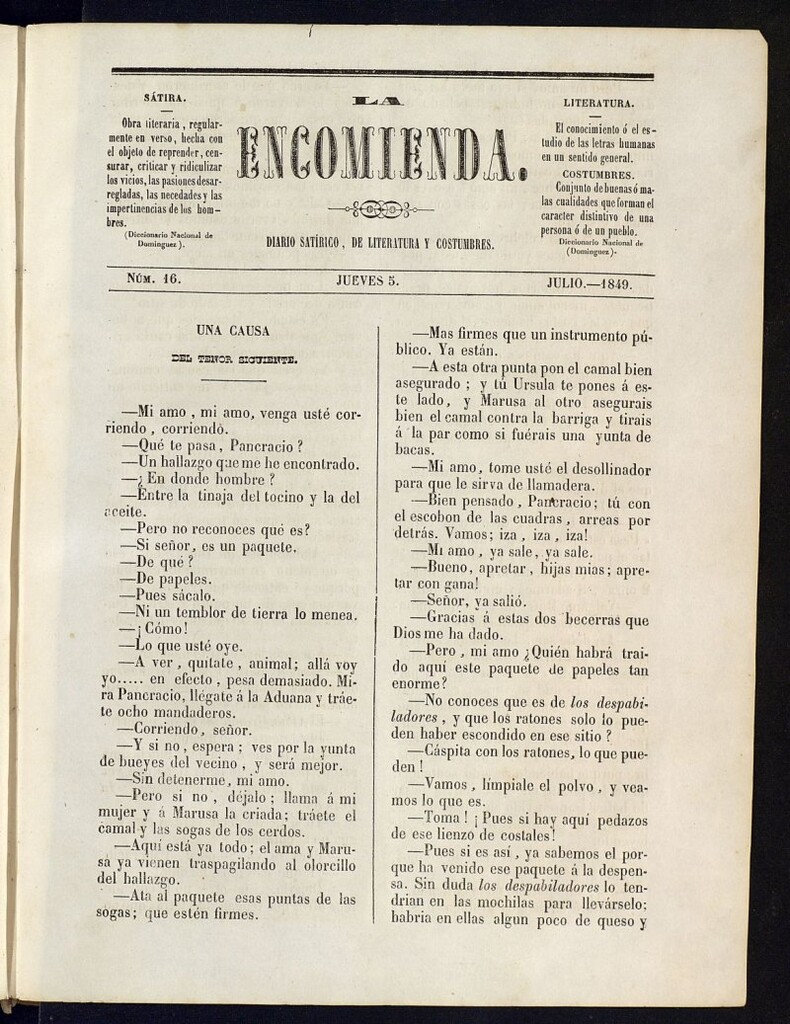 SÁTIRA.
Obra literaria, regular-
mente en verso, hecha con
el objeto de reprender, cen-
surar, criticar y ridiculizar
los vicios, las pasiones desar-
regladas, las necedades y las
impertinencias de los hom-
bres.
(Diccionario Nacional de
Dominguez).
LA
ENCOMIENDA.
DIARIO SATÍRICO, DE LITERATURA Y COSTUMBRES.
LITERATURA.
El conocimiento ó el es-
tudio de las letras humanas
en un sentido general.
COSTUMBRES.
Conjunto de buenas ó ma-
las cualidades que forman el
caracter distintivo de una
persona ó de un pueblo.
Diccionario Nacional de
(Dominguez).
NÚM. 16.
JUEVES 5.
JULIO.—1849.
UNA CAUSA
DEL TENOR SIGUIENTE.
—Mi amo, mi amo, venga usté cor-
riendo, corriendo.
—Qué te pasa, Pancracio?
—Un hallazgo que me he encontrado.
—¿En donde hombre?
—Entre la tinaja del tocino y la del
aceite.
—Pero no reconoces qué es?
—Si señor, es un paquete.
—De qué?
—De papeles.
—Pues sácalo.
—Ni un temblor de tierra lo menea.
—¡Cómo!
—Lo que usté oye.
—A ver, quitate, animal; allá voy
yo..... en efecto, pesa demasiado. Mi-
ra Pancracio, llégate á la Aduana y tráe-
te ocho mandaderos.
—Corriendo, señor.
—Y si no, espera; ves por la yunta
de bueyes del vecino, y será mejor.
—Sin detenerme, mi amo.
—Pero si no, déjalo; llama á mi
mujer y á Marusa la criada; tráete el
camal y las sogas de los cerdos.
—Aquí está ya todo; el ama y Maru-
sa ya vienen traspagilando al olorcillo
del hallazgo.
—Ata al paquete esas puntas de las
sogas; que estén firmes.
—Mas firmes que un instrumento pú-
blico. Ya están.
—A esta otra punta pon el camal bien
asegurado; y tú Ursula te pones á es-
te lado, y Marusa al otro asegurais
bien el camal contra la barriga y tirais
á la par como si fuérais una yunta de
bacas.
—Mi amo, tome usté el desollinador
para que le sirva de llamadera.
—Bien pensado, Pancracio; tú con
el escobon de las cuadras, arreas por
detrás. Vamos; iza, iza, iza!
—Mi amo, ya sale, ya sale.
—Bueno, apretar, hijas mias; apre-
tar con gana!
—Señor, ya salió.
—Gracias á estas dos becerras que
Dios me ha dado.
—Pero, mi amo ¿Quién habrá trai-
do aquí este paquete de papeles tan
enorme?
—No conoces que es de los despabi-
ladores, y que los ratones solo lo pue-
den haber escondido en ese sitio?
—Cáspita con los ratones, lo que pue-
den!
—Vamos, límpiale el polvo, y vea-
mos lo que es.
—Toma! ¡Pues si hay aquí pedazos
de ese lienzo de costales!
—Pues si es así, ya sabemos el por-
que ha venido ese paquete á la despen-
sa. Sin duda los despabiladores lo ten-
drian en las mochilas para llevárselo;
habria en ellas algun poco de queso y